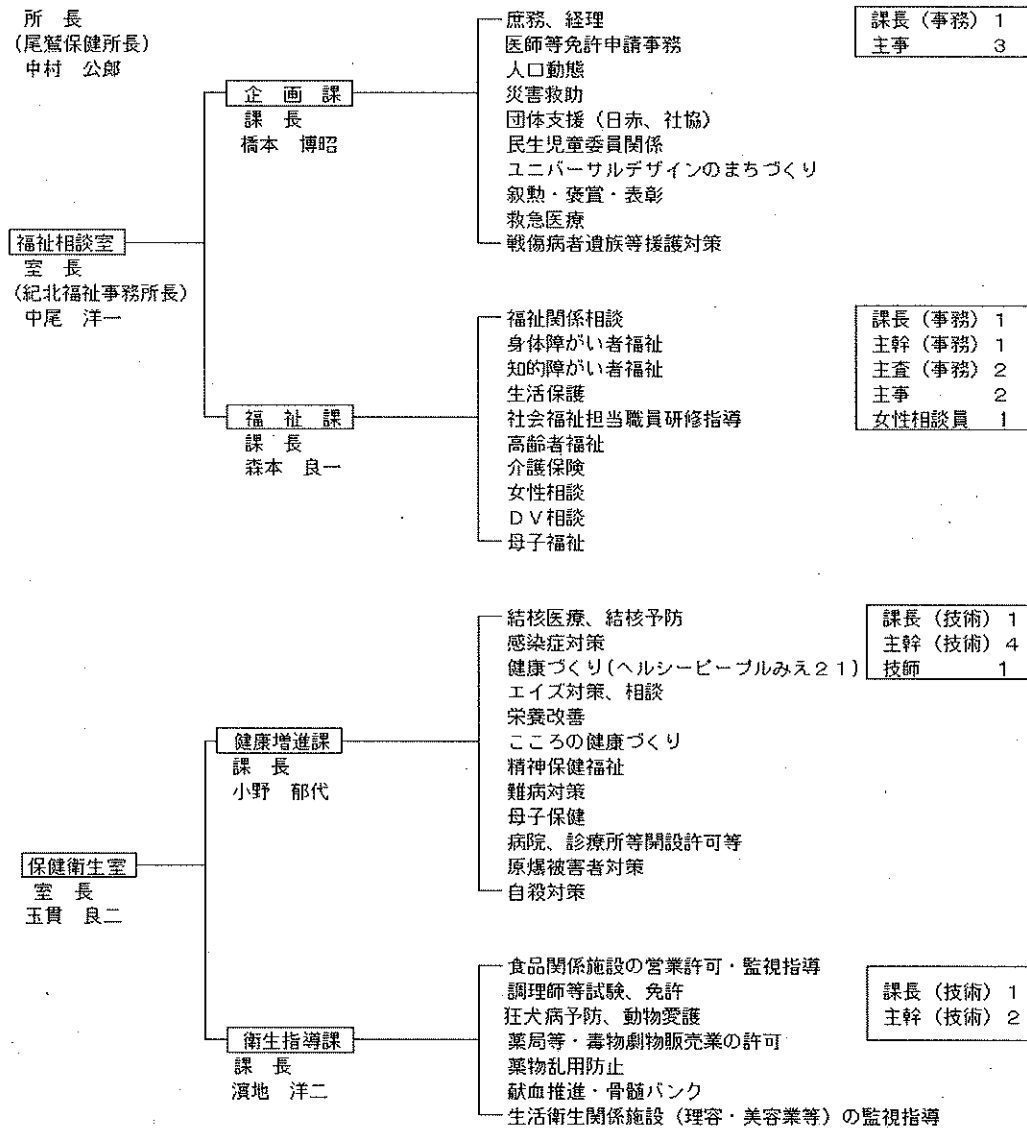 所　長
(尾鷲保健所長)
中村　公郎
企　画　課
課　長
橋本　博昭
庶務、経理
医師等免許申請事務
人口動態
災害救助
団体支援（日赤、社協）
民生児童委員関係
ユニバーサルデザインのまちづくり
叙勲・褒賞・表彰
救急医療
戦傷病者遺族等援護対策
課長（事務）１
主事　　　　３
福祉相談室
室　長
(紀北福祉事務所長)
中尾　洋一
福　祉　課
課　長
森本　良一
福祉関係相談
身体障がい者福祉
知的障がい者福祉
生活保護
社会福祉担当職員研修指導
高齢者福祉
介護保険
女性相談
ＤＶ相談
母子福祉
課長（事務）１
主幹（事務）１
主査（事務）２
主事　　　　２
女性相談員　１
保健衛生室
室　長
玉貫　良二
健康増進課
課　長
小野　郁代
結核医療、結核予防
感染症対策
健康づくり(ヘルシーピープルみえ２１)
エイズ対策、相談
栄養改善
こころの健康づくり
精神保健福祉
難病対策
母子保健
病院、診療所等開設許可等
原爆被害者対策
自殺対策
課長（技術）１
主幹（技術）４
技師　　　　１
衛生指導課
課　長
濱地　洋二
食品関係施設の営業許可・監視指導
調理師等試験、免許
狂犬病予防、動物愛護
薬局等・毒物劇物販売業の許可
薬物乱用防止
献血推進・骨髄バンク
生活衛生関係施設（理容・美容業等）の監視指導
課長（技術）１
主幹（技術）２